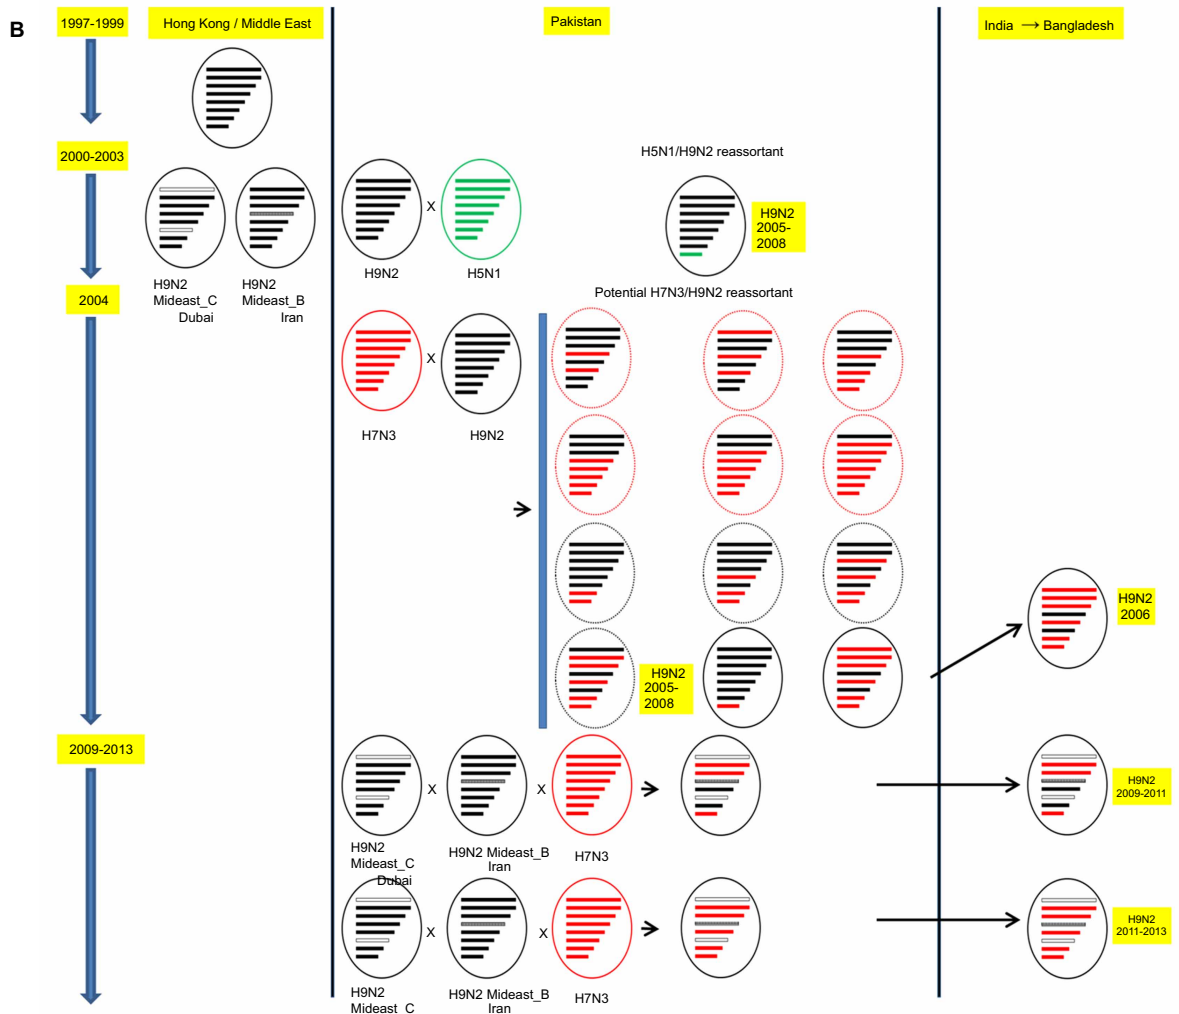 B
1997-1999
Hong Kong / Middle East
Pakistan
India → Bangladesh
2000-2003
H5N1/H9N2 reassortant
X
H9N2
2005-
2008
H9N2
Mideast_C
Dubai
H9N2
Mideast_B
Iran
H9N2
H5N1
2004
Potential H7N3/H9N2 reassortant
X
H7N3
H9N2
H9N2
2006
H9N2
2005-
2008
2009-2013
X
X
H9N2
2009-2011
H9N2
Mideast_C
Dubai
H9N2 Mideast_B
Iran
H7N3
X
X
H9N2
2011-2013
H9N2
Mideast_C
H9N2 Mideast_B
Iran
H7N3